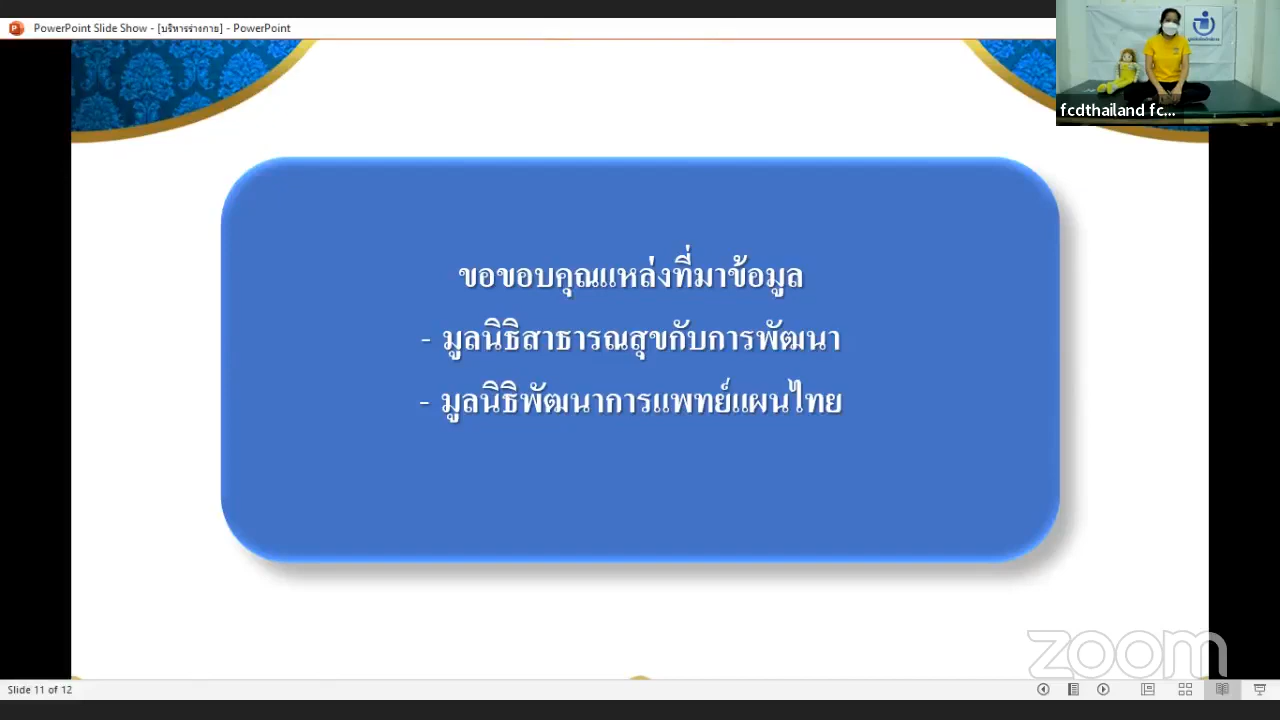 PowerPoint Slide Show - [บริหารร่างกาย] - PowerPoint
fcdthailand fc...
ขอขอบคุณแหล่งที่มาข้อมูล
- มูลนิธิสาธารณสุขกับการพัฒนา
- มูลนิธิพัฒนาการแพทย์แผนไทย
zoom
Slide 11 of 12